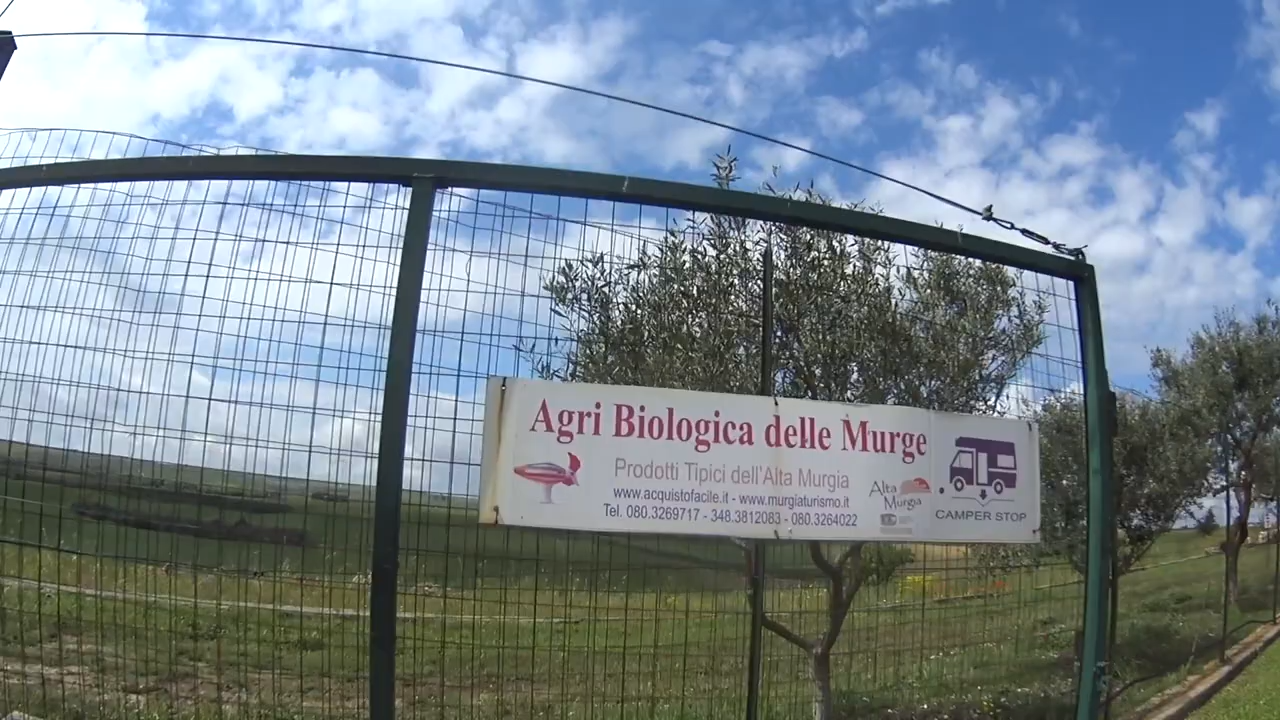 Agri Biologica delle Murge
Prodotti Tipici dell'Alta Murgia
www.acquistofacile.it - www.murgiaturismo.it
Tel. 080.3269717 - 348.3812083 - 080.3264022
Alta
Murgia
CAMPER STOP